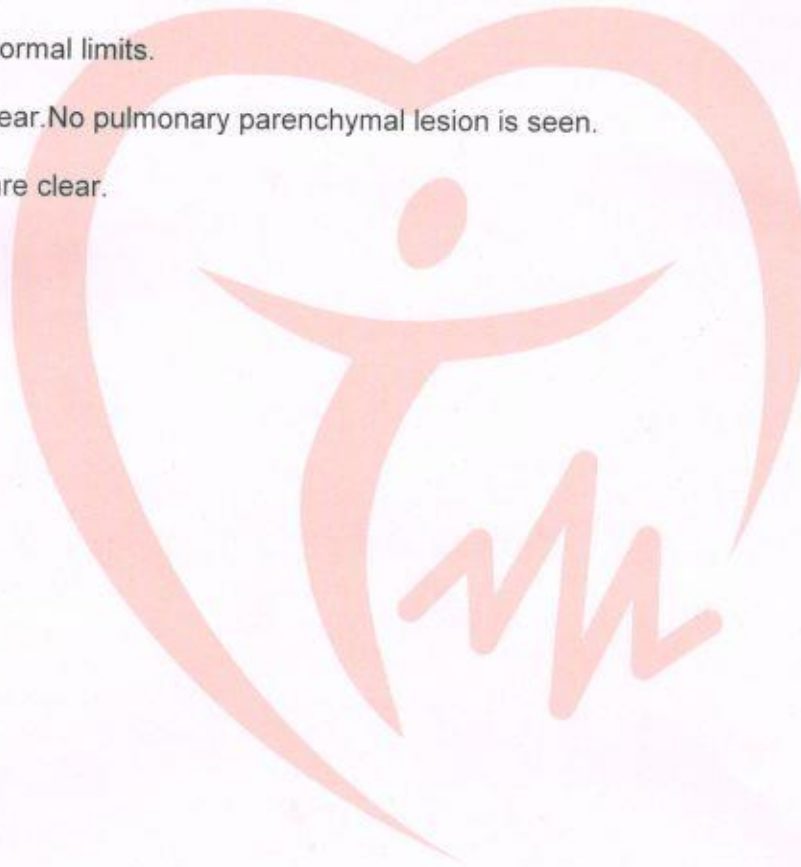 ormal limits.
ear.No pulmonary parenchymal lesion is seen.
re clear.